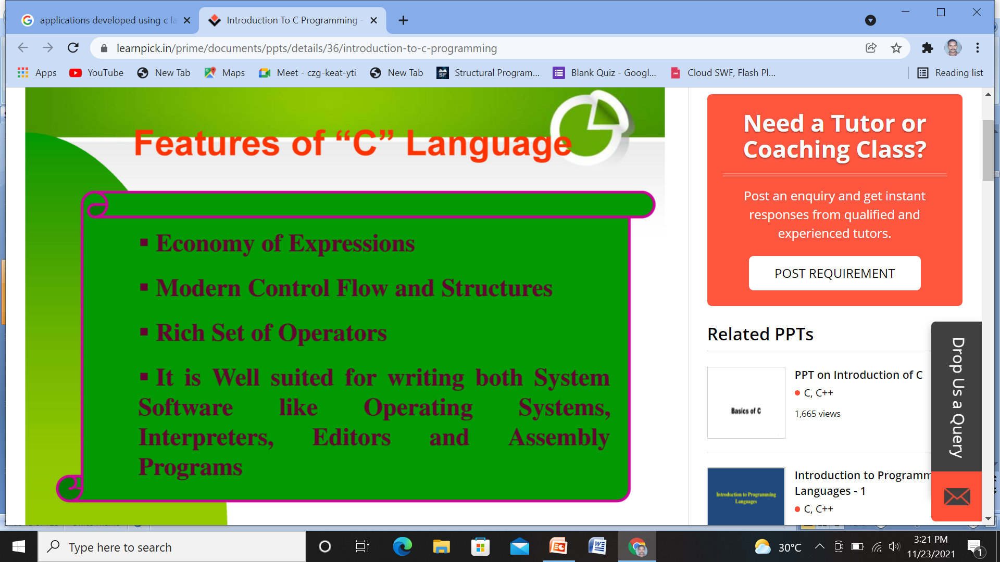 applications developed using c la
Introduction To C Programming -
learnpick.in/prime/documents/ppts/details/36/introduction-to-c-programming
Apps
YouTube
New Tab
Maps
Meet - czg-keat-yti
New Tab
Structural Program...
Blank Quiz - Googl...
Cloud SWF, Flash Pl...
Reading list
Features of “C” Language
▪ Economy of Expressions
▪ Modern Control Flow and Structures
▪ Rich Set of Operators
▪ It is Well suited for writing both System
Software like Operating Systems,
Interpreters, Editors and Assembly
Programs
Need a Tutor or
Coaching Class?
Post an enquiry and get instant
responses from qualified and
experienced tutors.
POST REQUIREMENT
Related PPTs
Basics of C
PPT on Introduction of C
C, C++
1,665 views
Introduction to Programming
Languages
Introduction to Programm
Languages - 1
C, C++
Drop Us a Query
Type here to search
30°C
3:21 PM
11/23/2021
1